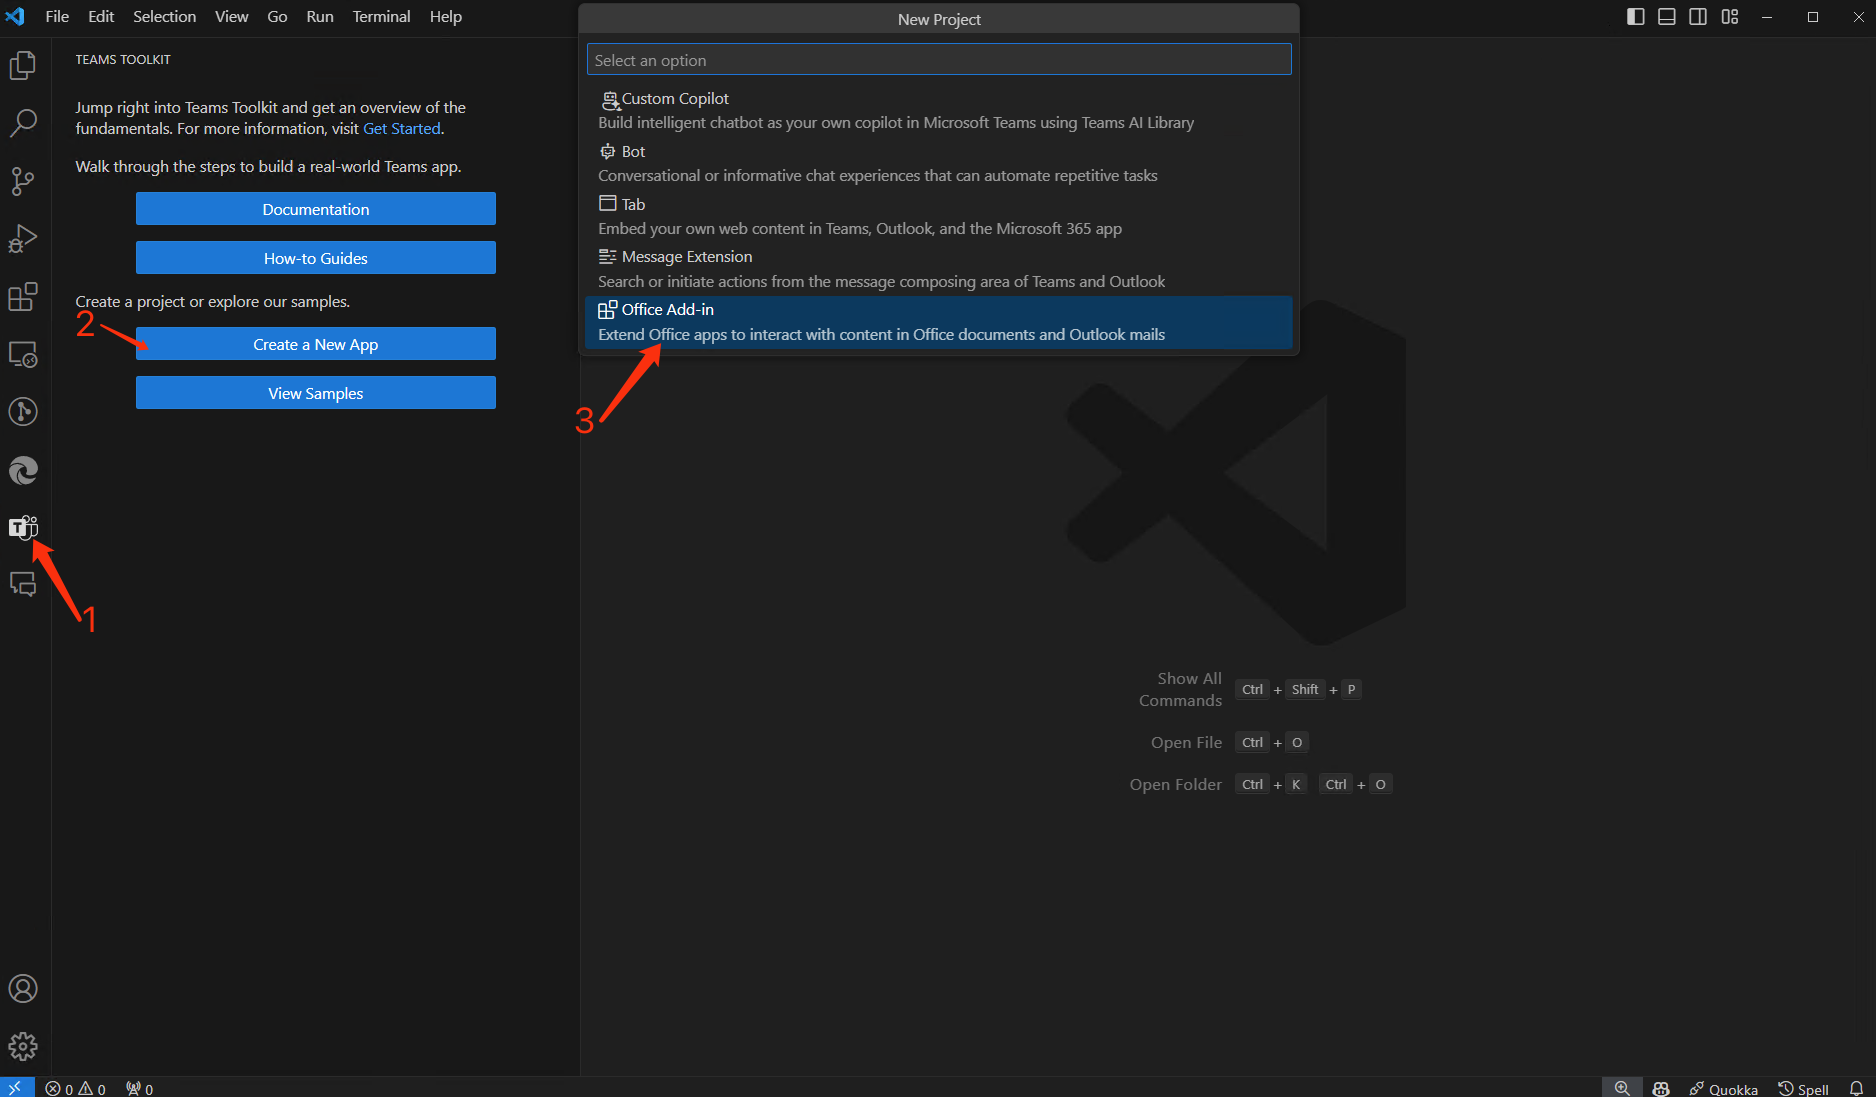 File Edit Selection View Go Run Terminal Help
New Project
TEAMS TOOLKIT
Select an option
Jump right into Teams Toolkit and get an overview of the
fundamentals. For more information, visit Get Started.
Walk through the steps to build a real-world Teams app.
Documentation
How-to Guides
Create a project or explore our samples.
2
Create a New App
View Samples
Custom Copilot
Build intelligent chatbot as your own copilot in Microsoft Teams using Teams AI Library
Bot
Conversational or informative chat experiences that can automate repetitive tasks
Tab
Embed your own web content in Teams, Outlook, and the Microsoft 365 app
Message Extension
Search or initiate actions from the message composing area of Teams and Outlook
Office Add-in
Extend Office apps to interact with content in Office documents and Outlook mails
3
T
1
Show All
Commands Ctrl + Shift + P
Open File Ctrl + O
Open Folder Ctrl + K Ctrl + O
0 0 0 Quokka Spell